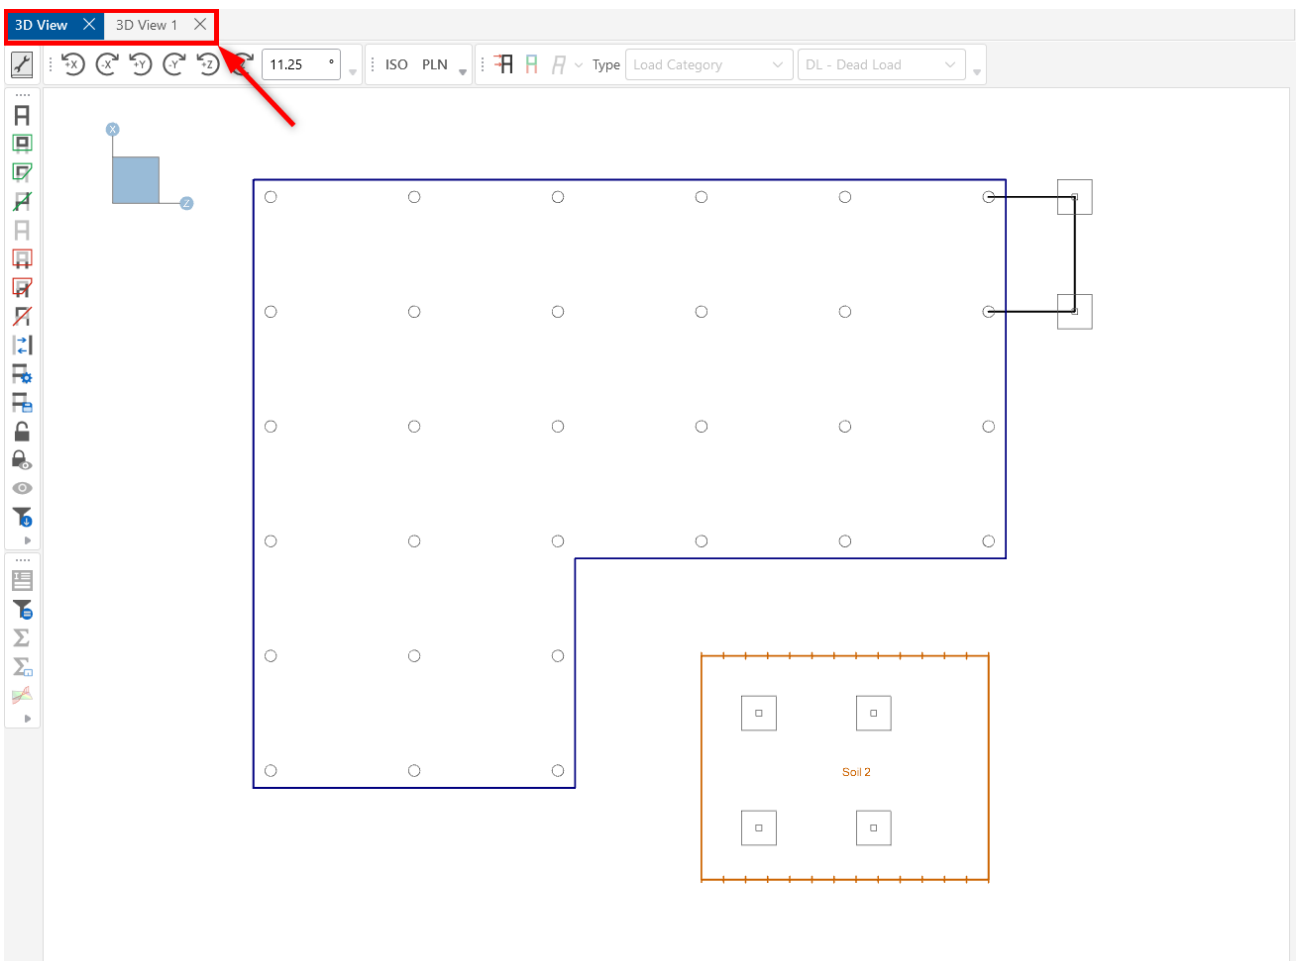 3D View
3D View 1
+X -X +Y -Y +Z 11.25 ° ISO PLN Type Load Category DL - Dead Load
X
Z
Soil 2